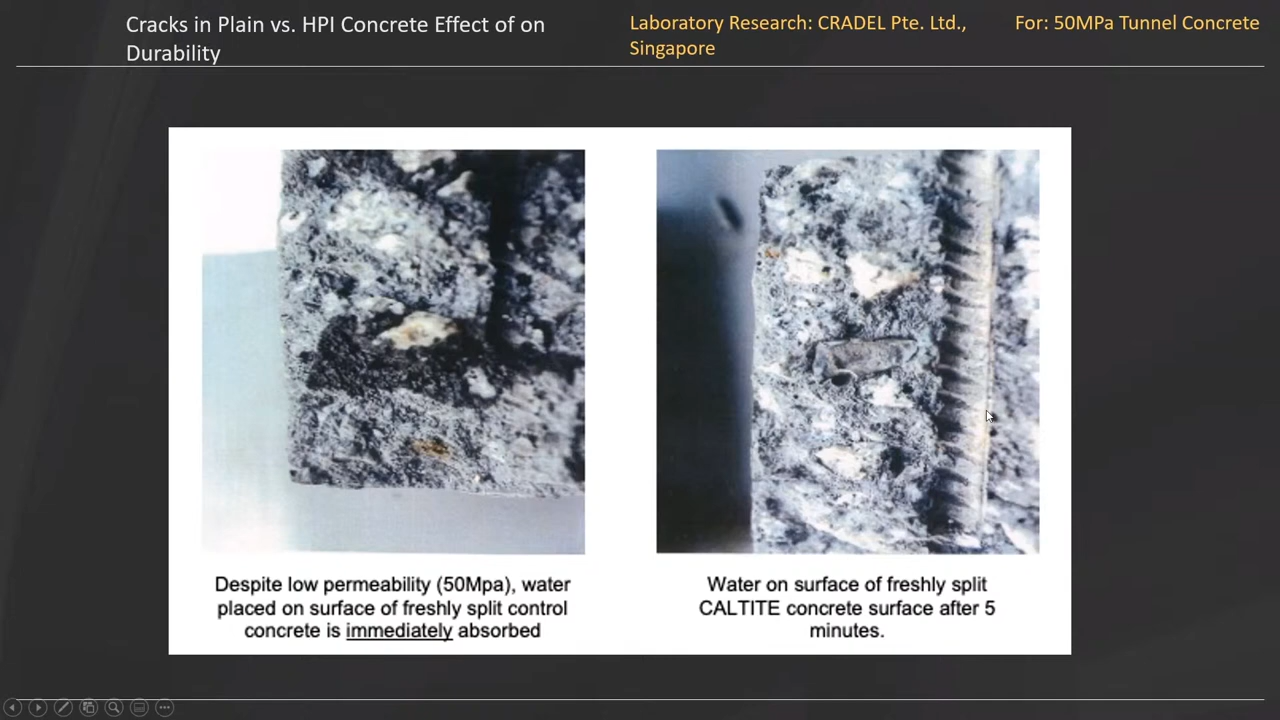 Cracks in Plain vs. HPI Concrete Effect of on
Durability
Laboratory Research: CRADEL Pte. Ltd.,
Singapore
For: 50MPa Tunnel Concrete
Despite low permeability (50Mpa), water
placed on surface of freshly split control
concrete is immediately absorbed
Water on surface of freshly split
CALTITE concrete surface after 5
minutes.